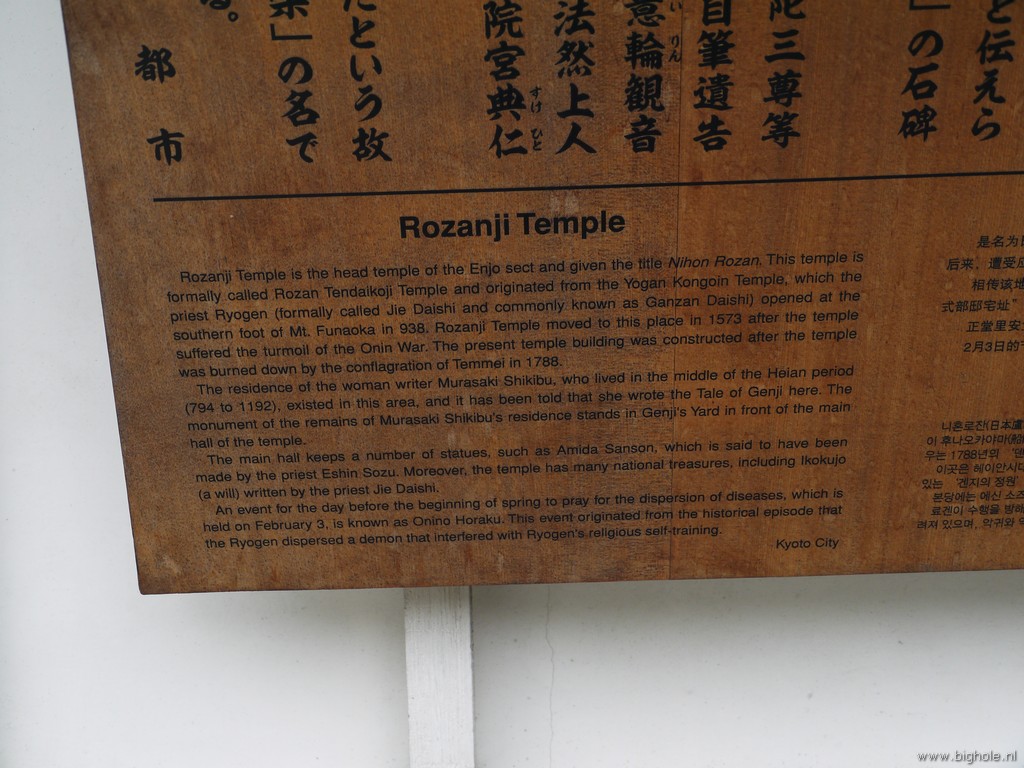 と伝えら
」の石碑
陀三尊等
自筆遺告
意輪観音
いりん
法然上人
院宮典仁
すけひと
たという故
楽」の名で
る。
都市
Rozanji Temple
Rozanji Temple is the head temple of the Enjo sect and given the title Nihon Rozan. This temple is
formally called Rozan Tendaikoji Temple and originated from the Yogan Kongoin Temple, which the
priest Ryogen (formally called Jie Daishi and commonly known as Ganzan Daishi) opened at the
southern foot of Mt. Funaoka in 938. Rozanji Temple moved to this place in 1573 after the temple
suffered the turmoil of the Onin War. The present temple building was constructed after the temple
was burned down by the conflagration of Temmei in 1788.
The residence of the woman writer Murasaki Shikibu, who lived in the middle of the Heian period
(794 to 1192), existed in this area, and it has been told that she wrote the Tale of Genji here. The
monument of the remains of Murasaki Shikibu's residence stands in Genji's Yard in front of the main
hall of the temple.
The main hall keeps a number of statues, such as Amida Sanson, which is said to have been
made by the priest Eshin Sozu. Moreover, the temple has many national treasures, including Ikokujo
(a will) written by the priest Jie Daishi.
An event for the day before the beginning of spring to pray for the dispersion of diseases, which is
held on February 3, is known as Onino Horaku. This event originated from the historical episode that
the Ryogen dispersed a demon that interfered with Ryogen's religious self-training.
Kyoto City
是名为
后来，遭受应
相传该地
式部邸宅址"
正堂里安
2月3日的
니혼로잔(日本廬
이 후나오카야마(船
우는 1788년위 '덴
이곳은 헤이안시다
있는 '겐지의 정원'
본당에는 에신 소즈
료겐이 수행을 방해
려져 있으며, 악귀와
www.bighole.nl